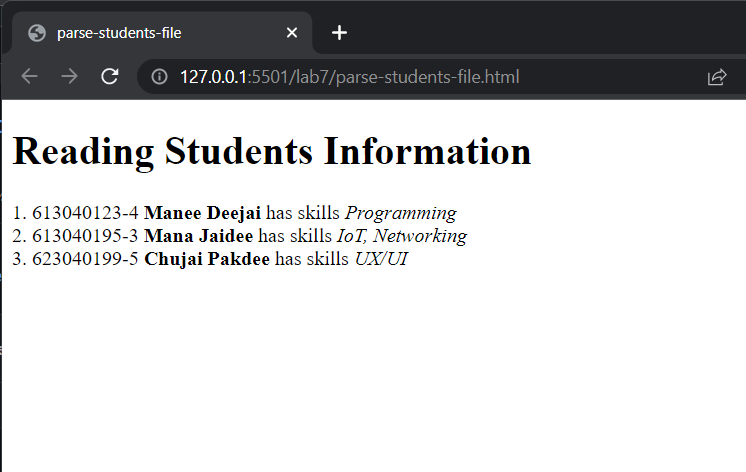 parse-students-file
127.0.0.1:5501/lab7/parse-students-file.html
Reading Students Information
1. 613040123-4 Manee Deejai has skills Programming
2. 613040195-3 Mana Jaidee has skills IoT, Networking
3. 623040199-5 Chujai Pakdee has skills UX/UI